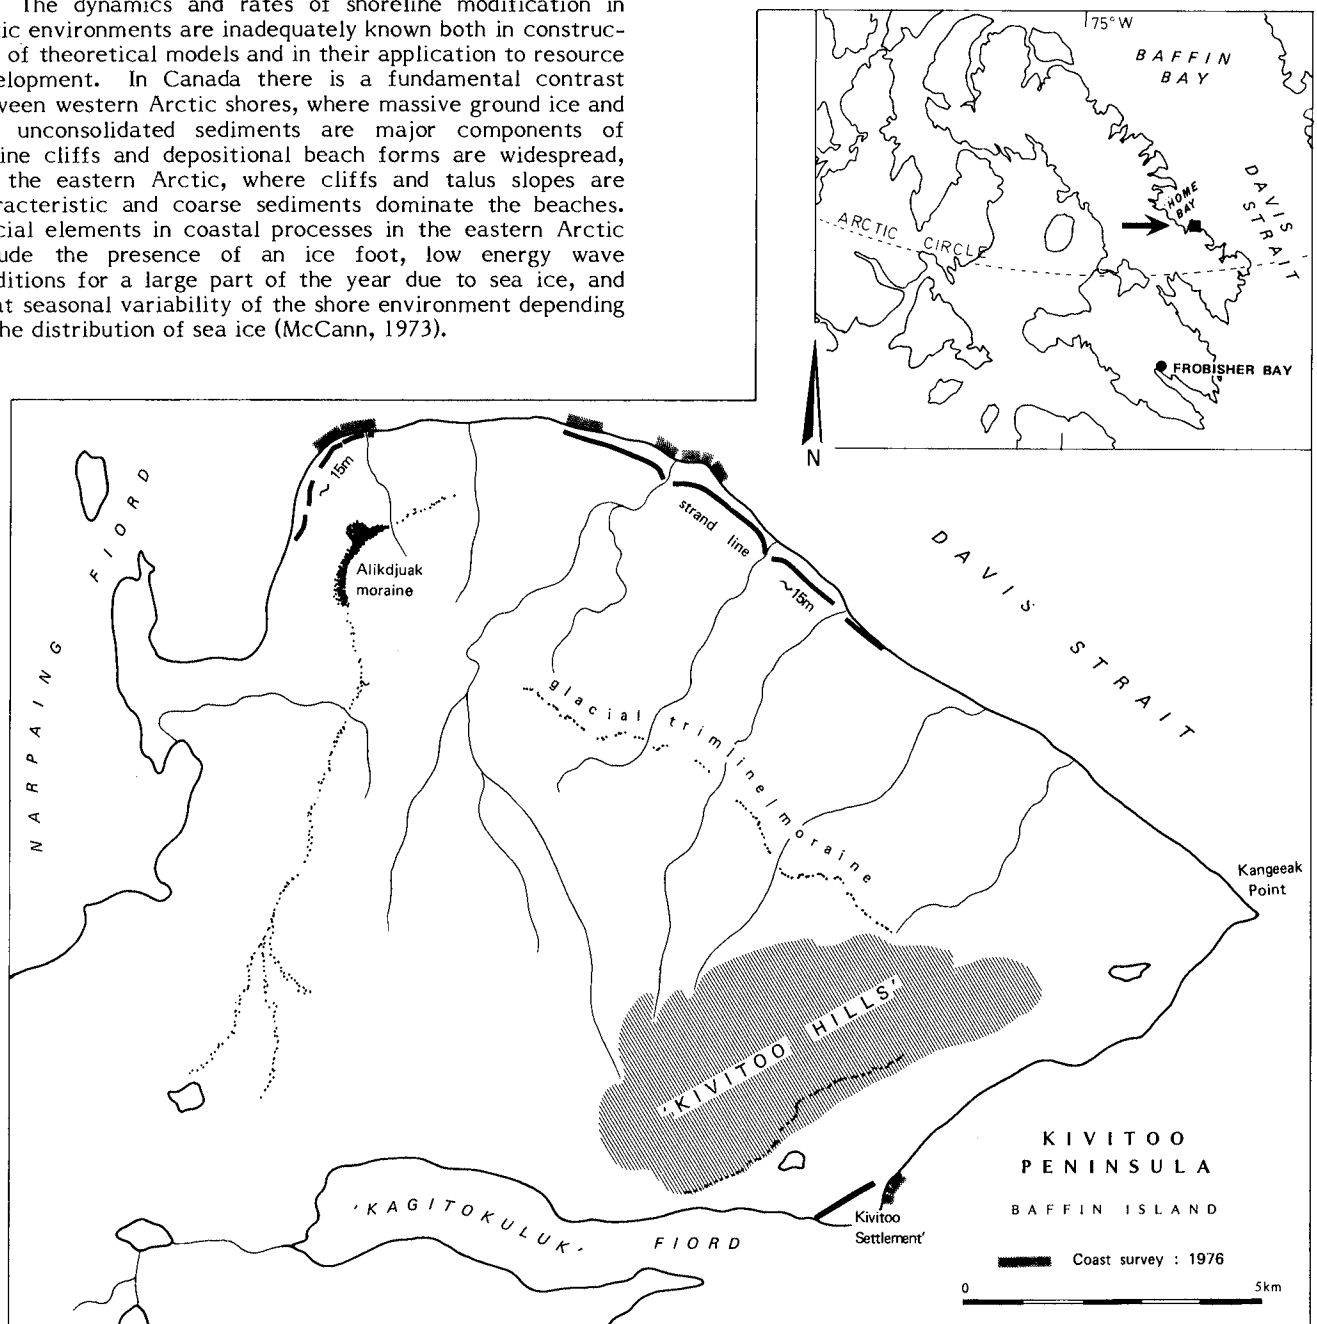 The dynamics and rates of shoreline modification in
tic environments are inadequately known both in construc-
of theoretical models and in their application to resource
elopment. In Canada there is a fundamental contrast
ween western Arctic shores, where massive ground ice and
unconsolidated sediments are major components of
ine cliffs and depositional beach forms are widespread,
the eastern Arctic, where cliffs and talus slopes are
racteristic and coarse sediments dominate the beaches.
cial elements in coastal processes in the eastern Arctic
ude the presence of an ice foot, low energy wave
ditions for a large part of the year due to sea ice, and
at seasonal variability of the shore environment depending
he distribution of sea ice (McCann, 1973).
75°W
BAFFIN
BAY
DAVIS
STRAIT
HOME
BAY
ARCTIC CIRCLE
FROBISHER BAY
N
NARPAING FIORD
~ 15m
Alikdjuak
moraine
strand line
~15m
DAVIS STRAIT
glacial trimline/moraine
Kangeeak
Point
'KIVITOO HILLS'
'KAGITOKULUK' FIORD
Kivitoo
Settlement'
KIVITOO
PENINSULA
BAFFIN ISLAND
Coast survey : 1976
0 5km